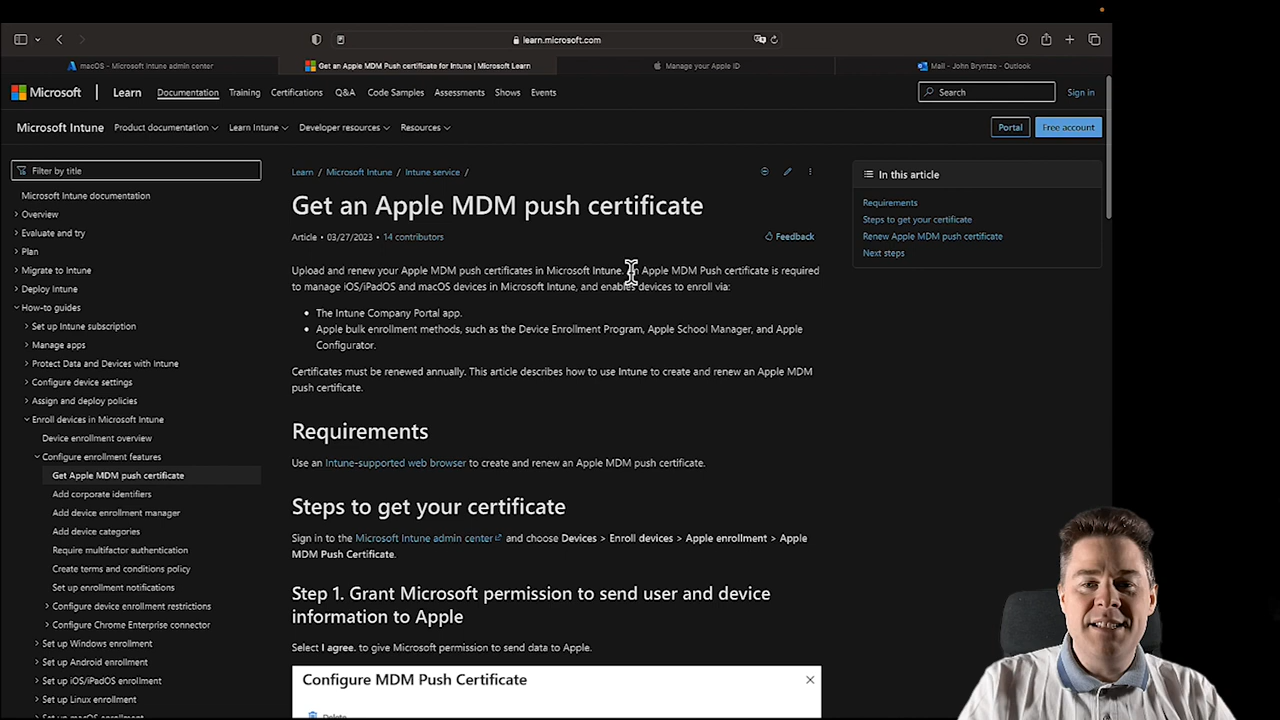 learn.microsoft.com
macOS - Microsoft Intune admin center
Get an Apple MDM Push certificate for Intune | Microsoft Learn
Manage your Apple ID
Mail - John Bryntze - Outlook
Microsoft
Learn
Documentation
Training
Certifications
Q&A
Code Samples
Assessments
Shows
Events
Search
Sign in
Microsoft Intune
Product documentation
Learn Intune
Developer resources
Resources
Portal
Free account
Filter by title
Microsoft Intune documentation
Overview
Evaluate and try
Plan
Migrate to Intune
Deploy Intune
How-to guides
Set up Intune subscription
Manage apps
Protect Data and Devices with Intune
Configure device settings
Assign and deploy policies
Enroll devices in Microsoft Intune
Device enrollment overview
Configure enrollment features
Get Apple MDM push certificate
Add corporate identifiers
Add device enrollment manager
Add device categories
Require multifactor authentication
Create terms and conditions policy
Set up enrollment notifications
Configure device enrollment restrictions
Configure Chrome Enterprise connector
Set up Windows enrollment
Set up Android enrollment
Set up iOS/iPadOS enrollment
Set up Linux enrollment
Set up macOS enrollment
Learn / Microsoft Intune / Intune service /
Get an Apple MDM push certificate
Article • 03/27/2023 • 14 contributors
Feedback
Upload and renew your Apple MDM push certificates in Microsoft Intune. Apple MDM Push certificate is required
to manage iOS/iPadOS and macOS devices in Microsoft Intune, and enables devices to enroll via:
• The Intune Company Portal app.
• Apple bulk enrollment methods, such as the Device Enrollment Program, Apple School Manager, and Apple
Configurator.
Certificates must be renewed annually. This article describes how to use Intune to create and renew an Apple MDM
push certificate.
Requirements
Use an Intune-supported web browser to create and renew an Apple MDM push certificate.
Steps to get your certificate
Sign in to the Microsoft Intune admin center and choose Devices > Enroll devices > Apple enrollment > Apple
MDM Push Certificate.
Step 1. Grant Microsoft permission to send user and device
information to Apple
Select I agree. to give Microsoft permission to send data to Apple.
Configure MDM Push Certificate
Delete
In this article
Requirements
Steps to get your certificate
Renew Apple MDM push certificate
Next steps